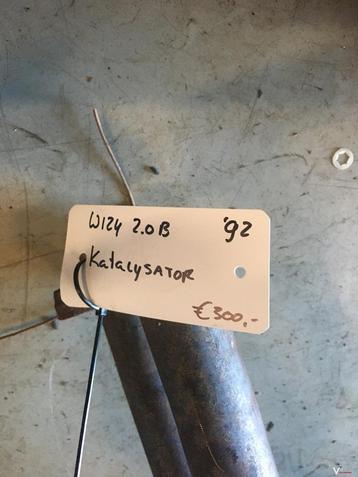 W124 2.0B '92
Katalysator
€300,-